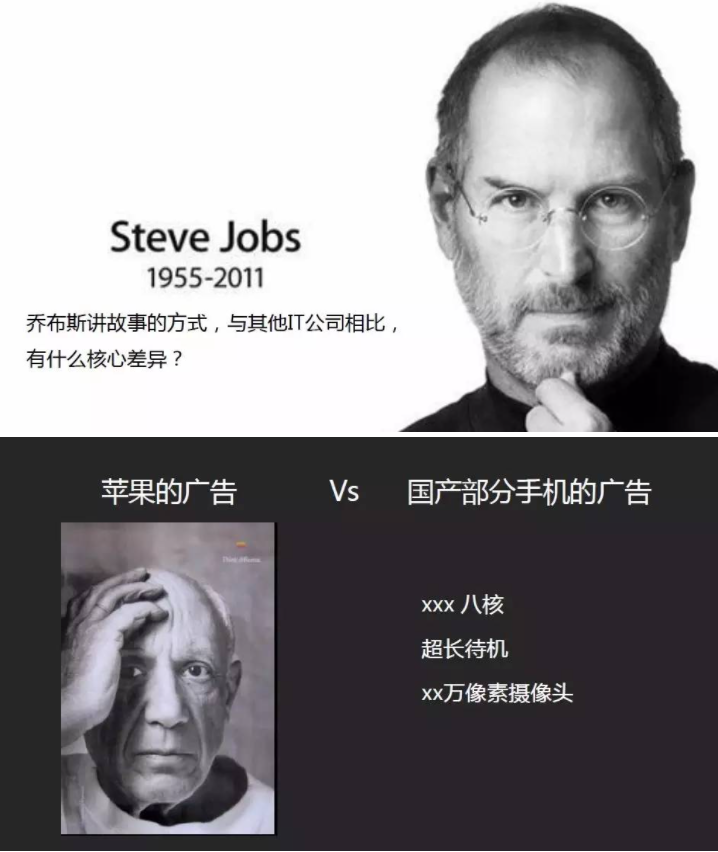 Steve Jobs
1955-2011
乔布斯讲故事的方式，与其他IT公司相比，
有什么核心差异？
苹果的广告
Vs
国产部分手机的广告
xxx 八核
超长待机
xx万像素摄像头